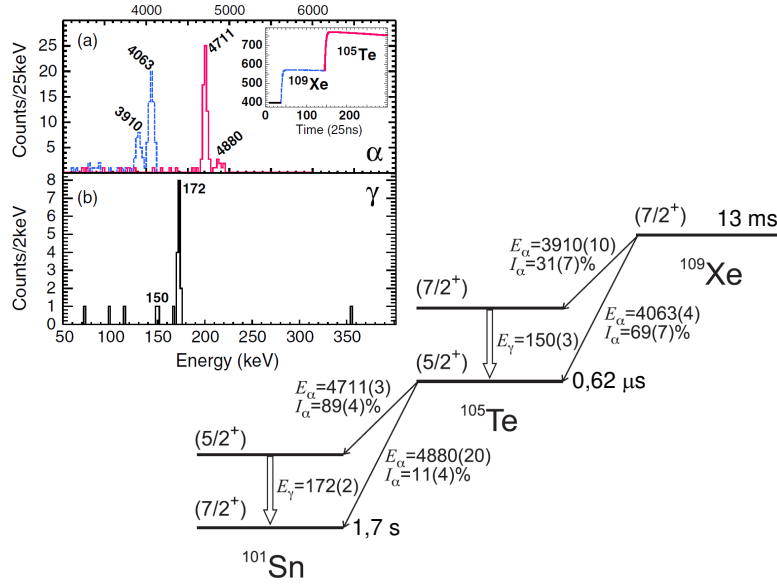 4000 5000 6000
(a)
25
20
15
10
5
Counts/25keV
4063
3910
4711
4880
α
800
700
600
500
400
105Te
109Xe
0 100 200
Time (25ns)
(b)
γ
8
7
6
5
4
3
2
1
0
Counts/2keV
172
150
50 100 150 200 250 300 350
Energy (keV)
(7/2+) 13 ms
109Xe
Eα=3910(10)
Iα=31(7)%
Eα=4063(4)
Iα=69(7)%
(7/2+)
Eγ=150(3)
(5/2+) 0,62 μs
105Te
Eα=4711(3)
Iα=89(4)%
Eα=4880(20)
Iα=11(4)%
(5/2+)
Eγ=172(2)
(7/2+) 1,7 s
101Sn